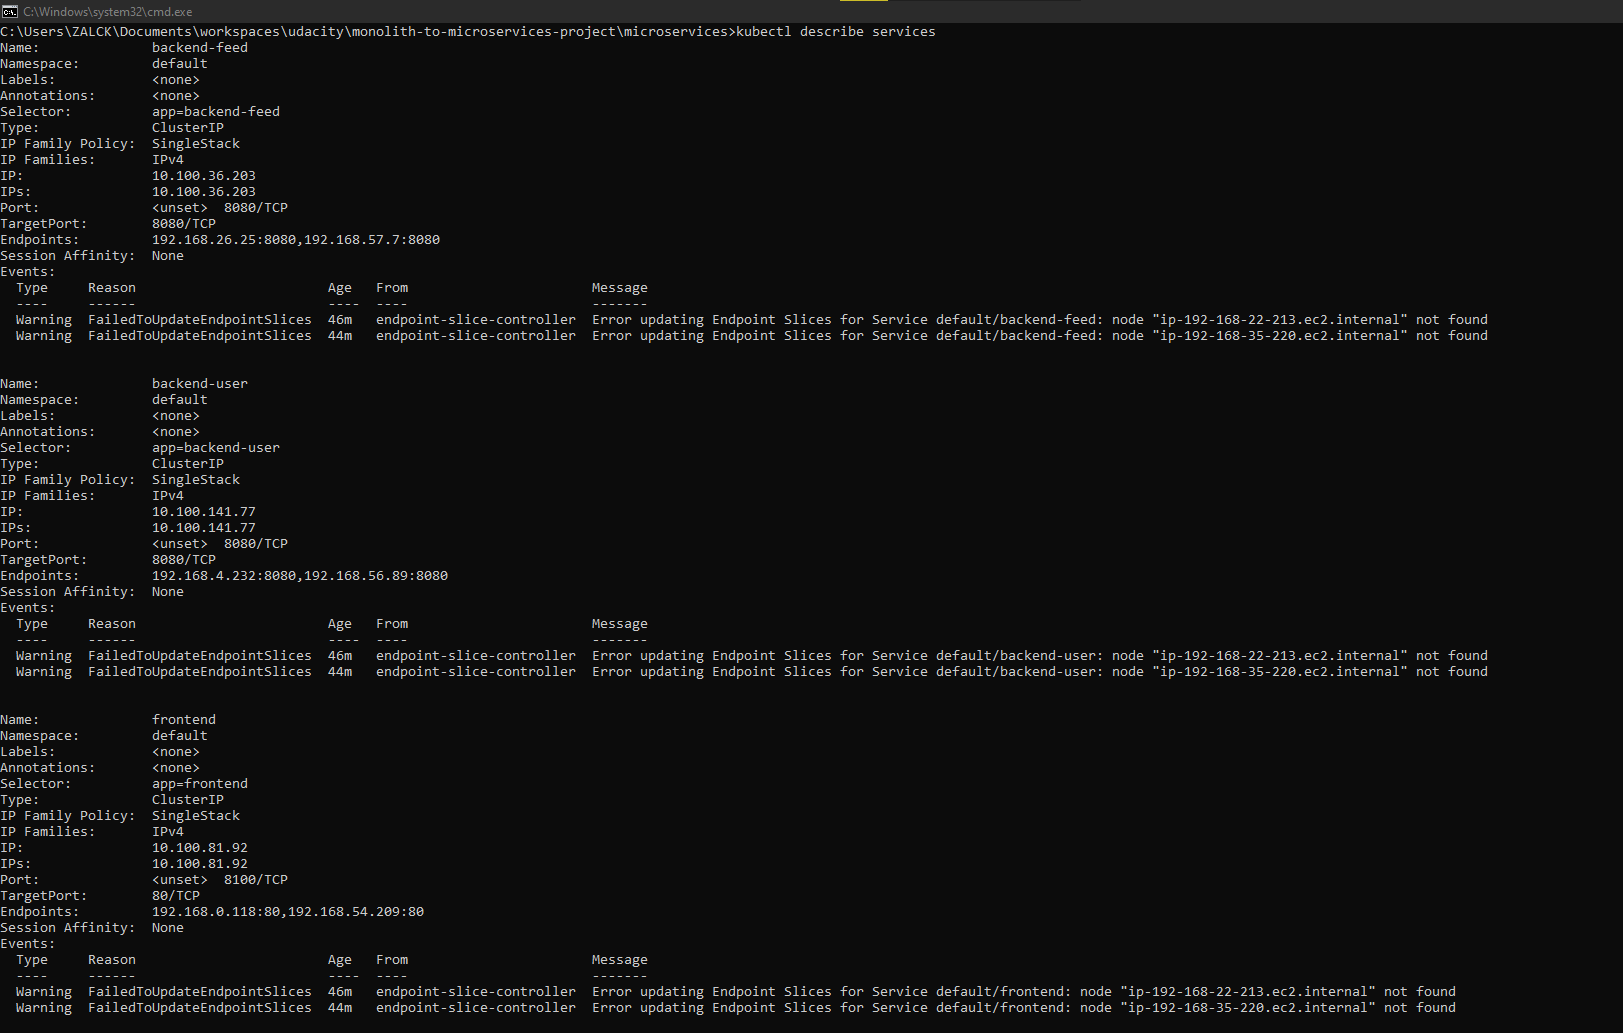 C:\Windows\system32\cmd.exe
C:\Users\ZALCK\Documents\workspaces\udacity\monolith-to-microservices-project\microservices>kubectl describe services
Name:              backend-feed
Namespace:         default
Labels:            <none>
Annotations:       <none>
Selector:          app=backend-feed
Type:              ClusterIP
IP Family Policy:  SingleStack
IP Families:       IPv4
IP:                10.100.36.203
IPs:               10.100.36.203
Port:              <unset>  8080/TCP
TargetPort:        8080/TCP
Endpoints:         192.168.26.25:8080,192.168.57.7:8080
Session Affinity:  None
Events:
  Type     Reason                        Age   From                       Message
  ----     ------                        ----  ----                       -------
  Warning  FailedToUpdateEndpointSlices  46m   endpoint-slice-controller  Error updating Endpoint Slices for Service default/backend-feed: node "ip-192-168-22-213.ec2.internal" not found
  Warning  FailedToUpdateEndpointSlices  44m   endpoint-slice-controller  Error updating Endpoint Slices for Service default/backend-feed: node "ip-192-168-35-220.ec2.internal" not found
Name:              backend-user
Namespace:         default
Labels:            <none>
Annotations:       <none>
Selector:          app=backend-user
Type:              ClusterIP
IP Family Policy:  SingleStack
IP Families:       IPv4
IP:                10.100.141.77
IPs:               10.100.141.77
Port:              <unset>  8080/TCP
TargetPort:        8080/TCP
Endpoints:         192.168.4.232:8080,192.168.56.89:8080
Session Affinity:  None
Events:
  Type     Reason                        Age   From                       Message
  ----     ------                        ----  ----                       -------
  Warning  FailedToUpdateEndpointSlices  46m   endpoint-slice-controller  Error updating Endpoint Slices for Service default/backend-user: node "ip-192-168-22-213.ec2.internal" not found
  Warning  FailedToUpdateEndpointSlices  44m   endpoint-slice-controller  Error updating Endpoint Slices for Service default/backend-user: node "ip-192-168-35-220.ec2.internal" not found
Name:              frontend
Namespace:         default
Labels:            <none>
Annotations:       <none>
Selector:          app=frontend
Type:              ClusterIP
IP Family Policy:  SingleStack
IP Families:       IPv4
IP:                10.100.81.92
IPs:               10.100.81.92
Port:              <unset>  8100/TCP
TargetPort:        80/TCP
Endpoints:         192.168.0.118:80,192.168.54.209:80
Session Affinity:  None
Events:
  Type     Reason                        Age   From                       Message
  ----     ------                        ----  ----                       -------
  Warning  FailedToUpdateEndpointSlices  46m   endpoint-slice-controller  Error updating Endpoint Slices for Service default/frontend: node "ip-192-168-22-213.ec2.internal" not found
  Warning  FailedToUpdateEndpointSlices  44m   endpoint-slice-controller  Error updating Endpoint Slices for Service default/frontend: node "ip-192-168-35-220.ec2.internal" not found